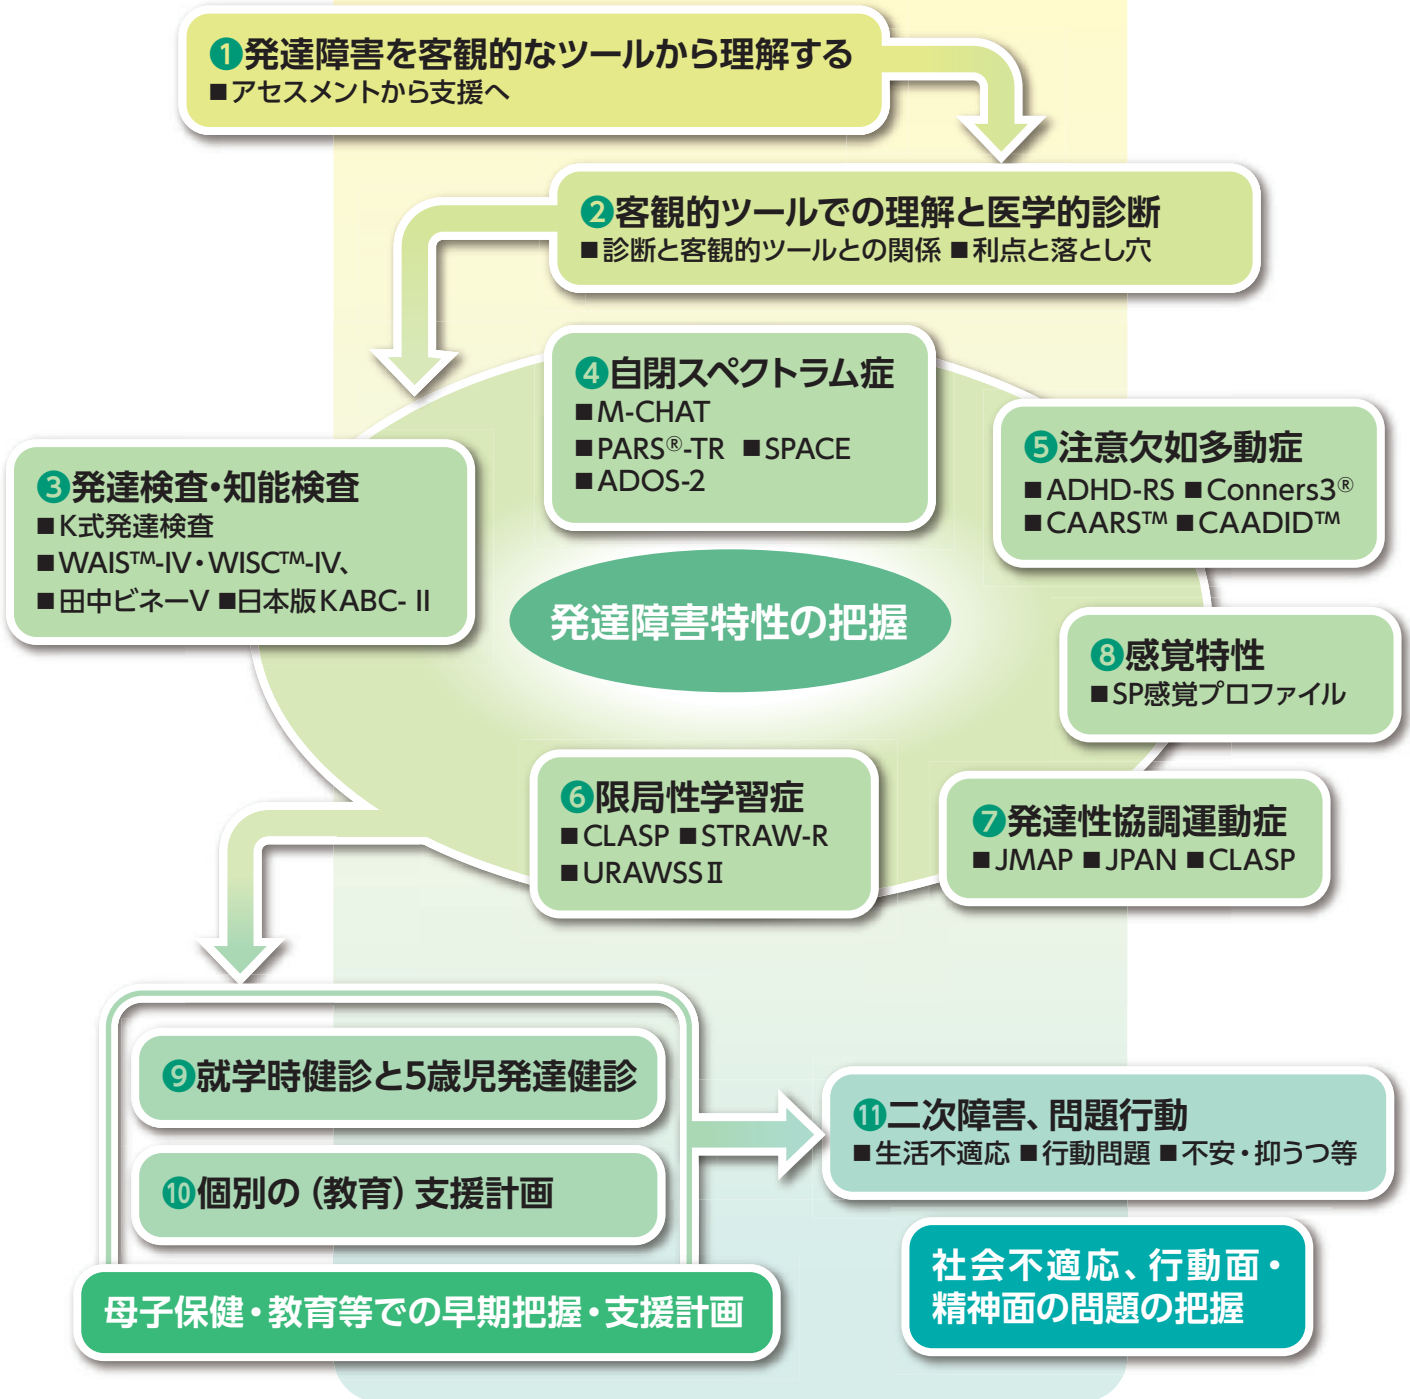 ❶発達障害を客観的なツールから理解する
■アセスメントから支援へ
❷客観的ツールでの理解と医学的診断
■診断と客観的ツールとの関係 ■利点と落とし穴
❸発達検査・知能検査
■K式発達検査
■WAIS™-IV・WISC™-IV、
■田中ビネーV ■日本版KABC-Ⅱ
❹自閉スペクトラム症
■M-CHAT
■PARS®-TR ■SPACE
■ADOS-2
❺注意欠如多動症
■ADHD-RS ■Conners3®
■CAARS™ ■CAADID™
発達障害特性の把握
❽感覚特性
■SP感覚プロファイル
❻限局性学習症
■CLASP ■STRAW-R
■URAWSSⅡ
❼発達性協調運動症
■JMAP ■JPAN ■CLASP
❾就学時健診と5歳児発達健診
❿個別の（教育）支援計画
母子保健・教育等での早期把握・支援計画
⓫二次障害、問題行動
■生活不適応 ■行動問題 ■不安・抑うつ等
社会不適応、行動面・
精神面の問題の把握